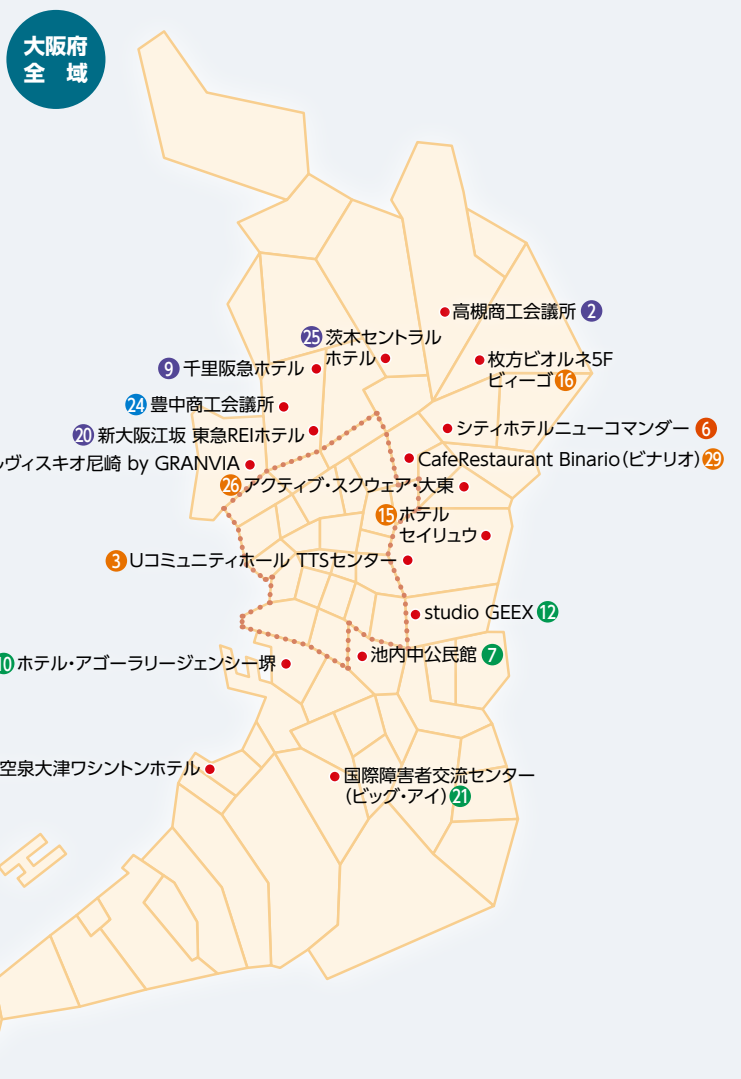 大阪府
全 域
高槻商工会議所 2
25 茨木セントラル
ホテル
9 千里阪急ホテル
枚方ビオルネ5F
ビィーゴ 16
24 豊中商工会議所
20 新大阪江坂 東急REIホテル
シティホテルニューコマンダー 6
ヴィスキオ尼崎 by GRANVIA
CafeRestaurant Binario(ビナリオ) 29
26 アクティブ・スクウェア・大東
15 ホテル
セイリュウ
3 Uコミュニティホール TTSセンター
studio GEEX 12
池内中公民館 7
10 ホテル・アゴーラリージェンシー堺
空泉大津ワシントンホテル
国際障害者交流センター
(ビッグ・アイ) 21